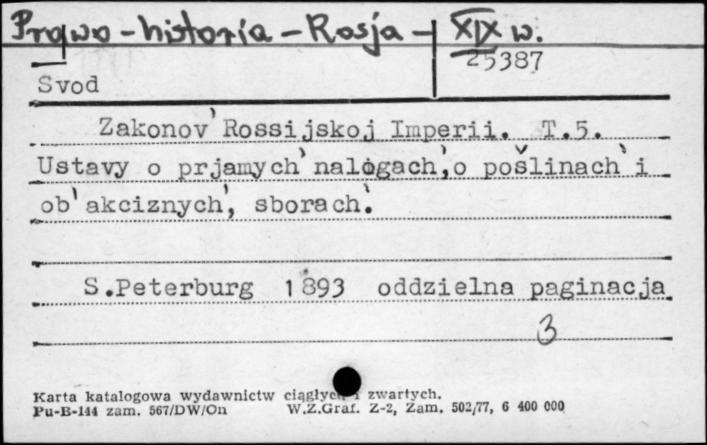 Prawo - historia - Rosja - XIX w.
25387
Svod
Zakonov' Rossijskoj Imperii. T.5.
Ustavy o prjamych' nalogach', o pošlinach' i
ob' akciznych', sborach'.
S.Peterburg 1893 oddzielna paginacja
3
Karta katalogowa wydawnictw ciągłych i zwartych.
Pu-B-144 zam. 567/DW/On W.Z.Graf. Z-2, Zam. 502/77, 6 400 000